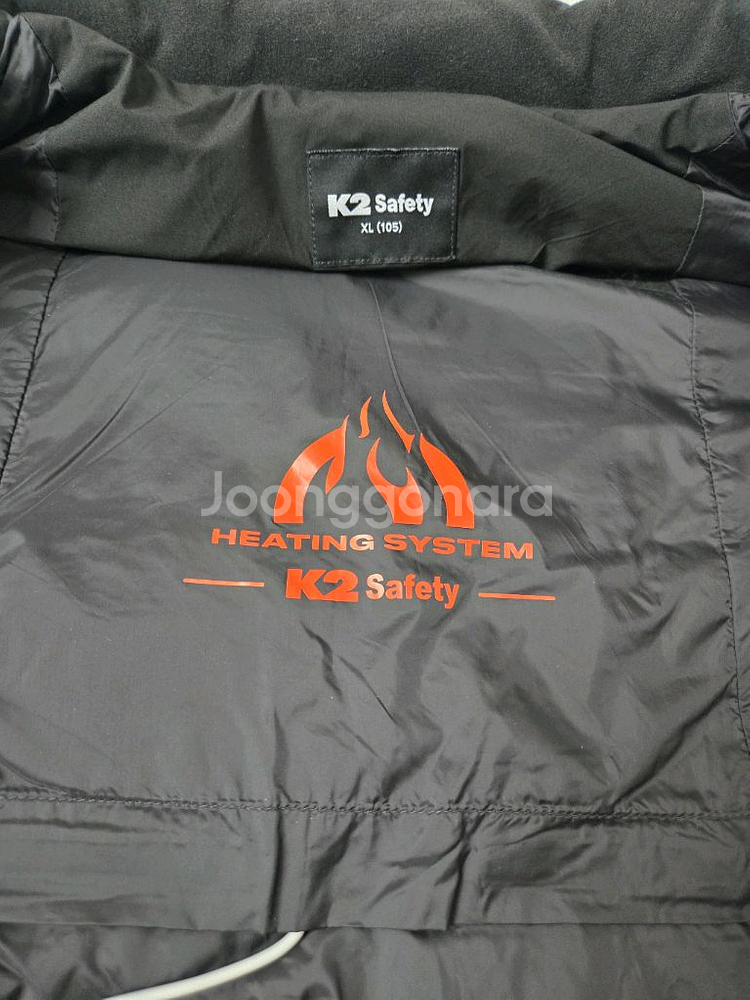 K2 Safety
XL (105)
Joonggonara
HEATING SYSTEM
K2 Safety